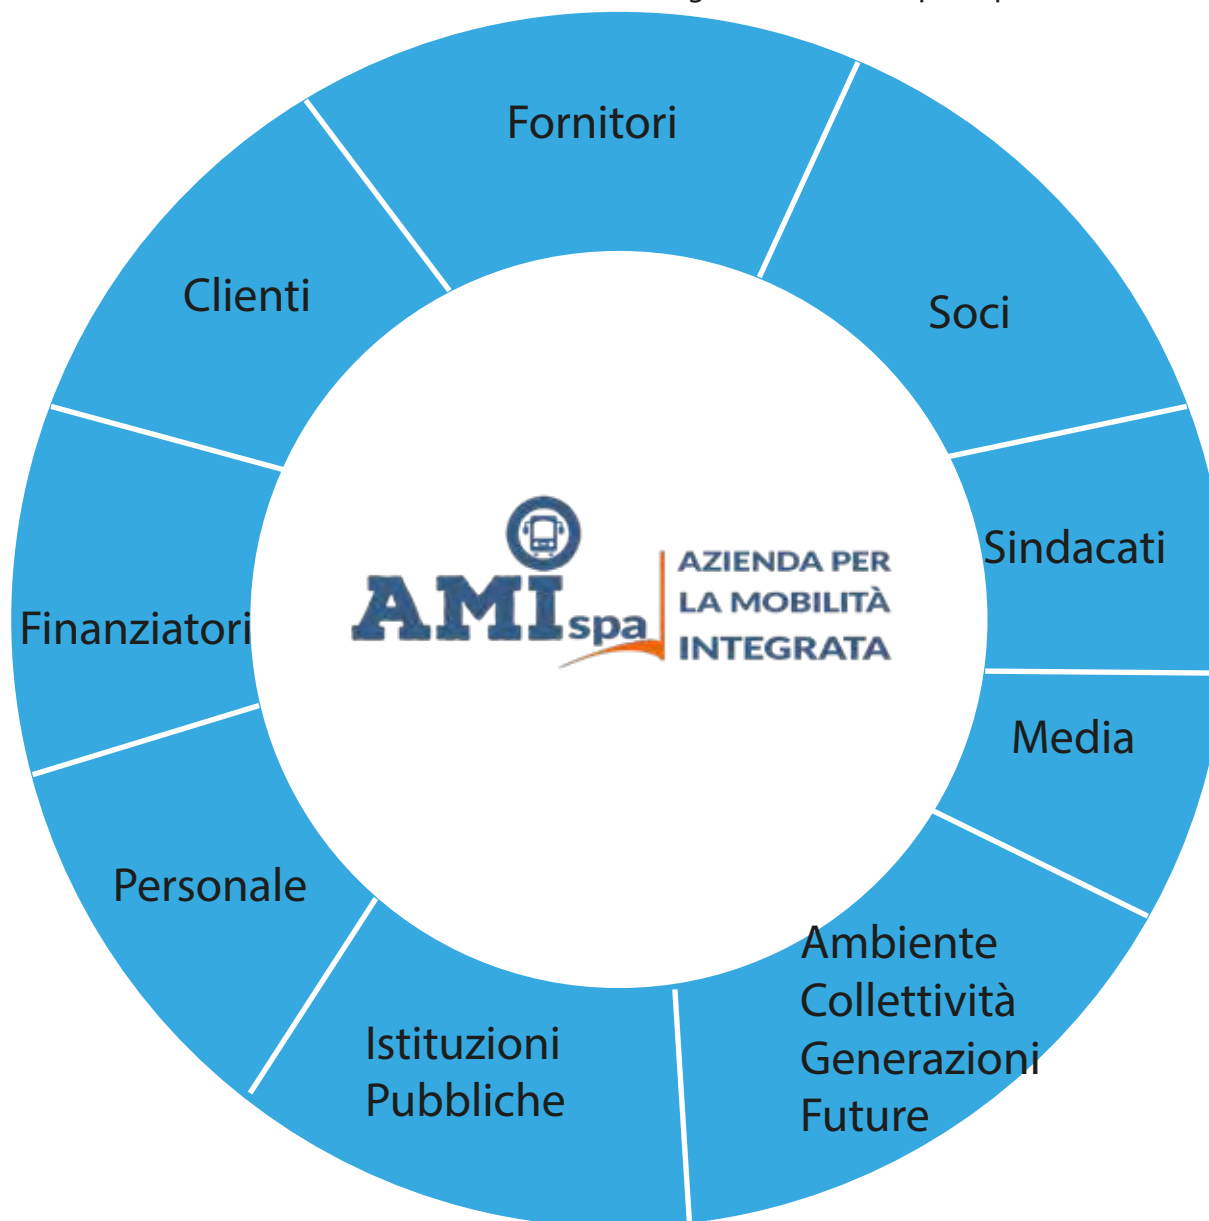 Fornitori
Soci
Clienti
Sindacati
AMI spa
AZIENDA PER
LA MOBILITÀ
INTEGRATA
Finanziatori
Media
Personale
Ambiente
Collettività
Generazioni
Future
Istituzioni
Pubbliche